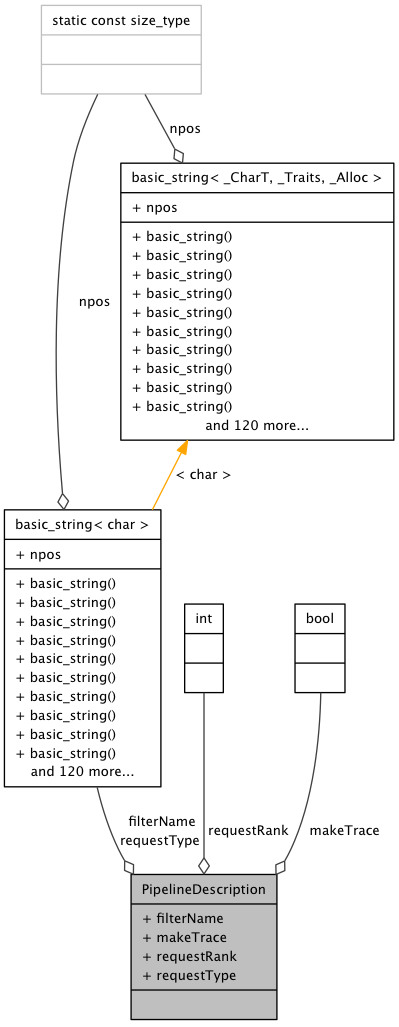 static const size_type
npos
basic_string< _CharT, _Traits, _Alloc >
+ npos
+ basic_string()
+ basic_string()
+ basic_string()
+ basic_string()
+ basic_string()
+ basic_string()
+ basic_string()
+ basic_string()
+ basic_string()
+ basic_string()
and 120 more...
npos
< char >
basic_string< char >
+ npos
+ basic_string()
+ basic_string()
+ basic_string()
+ basic_string()
+ basic_string()
+ basic_string()
+ basic_string()
+ basic_string()
+ basic_string()
+ basic_string()
and 120 more...
int
bool
filterName
requestType
requestRank
makeTrace
PipelineDescription
+ filterName
+ makeTrace
+ requestRank
+ requestType